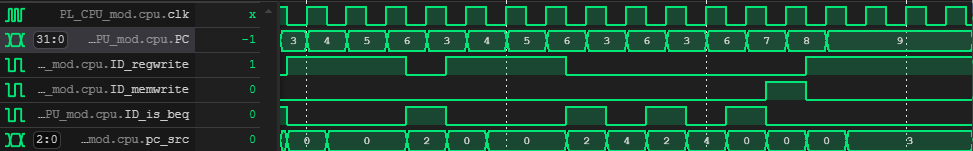 PL_CPU_mod.cpu.clk x
31:0 …PU_mod.cpu.PC -1 3 4 5 6 3 4 5 6 3 6 3 6 7 8 9
…_mod.cpu.ID_regwrite 1
…_mod.cpu.ID_memwrite 0
…PU_mod.cpu.ID_is_beq 0
2:0 …mod.cpu.pc_src 0 0 0 2 0 0 2 4 2 4 0 0 0 3